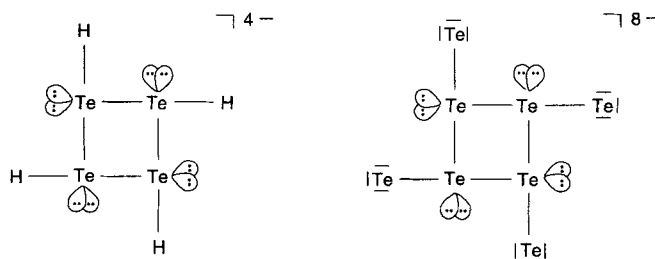 H ⌝ 4−
Te Te H
H Te Te
H
|Te| ⌝ 8−
Te Te Te|
|Te Te Te
|Te|